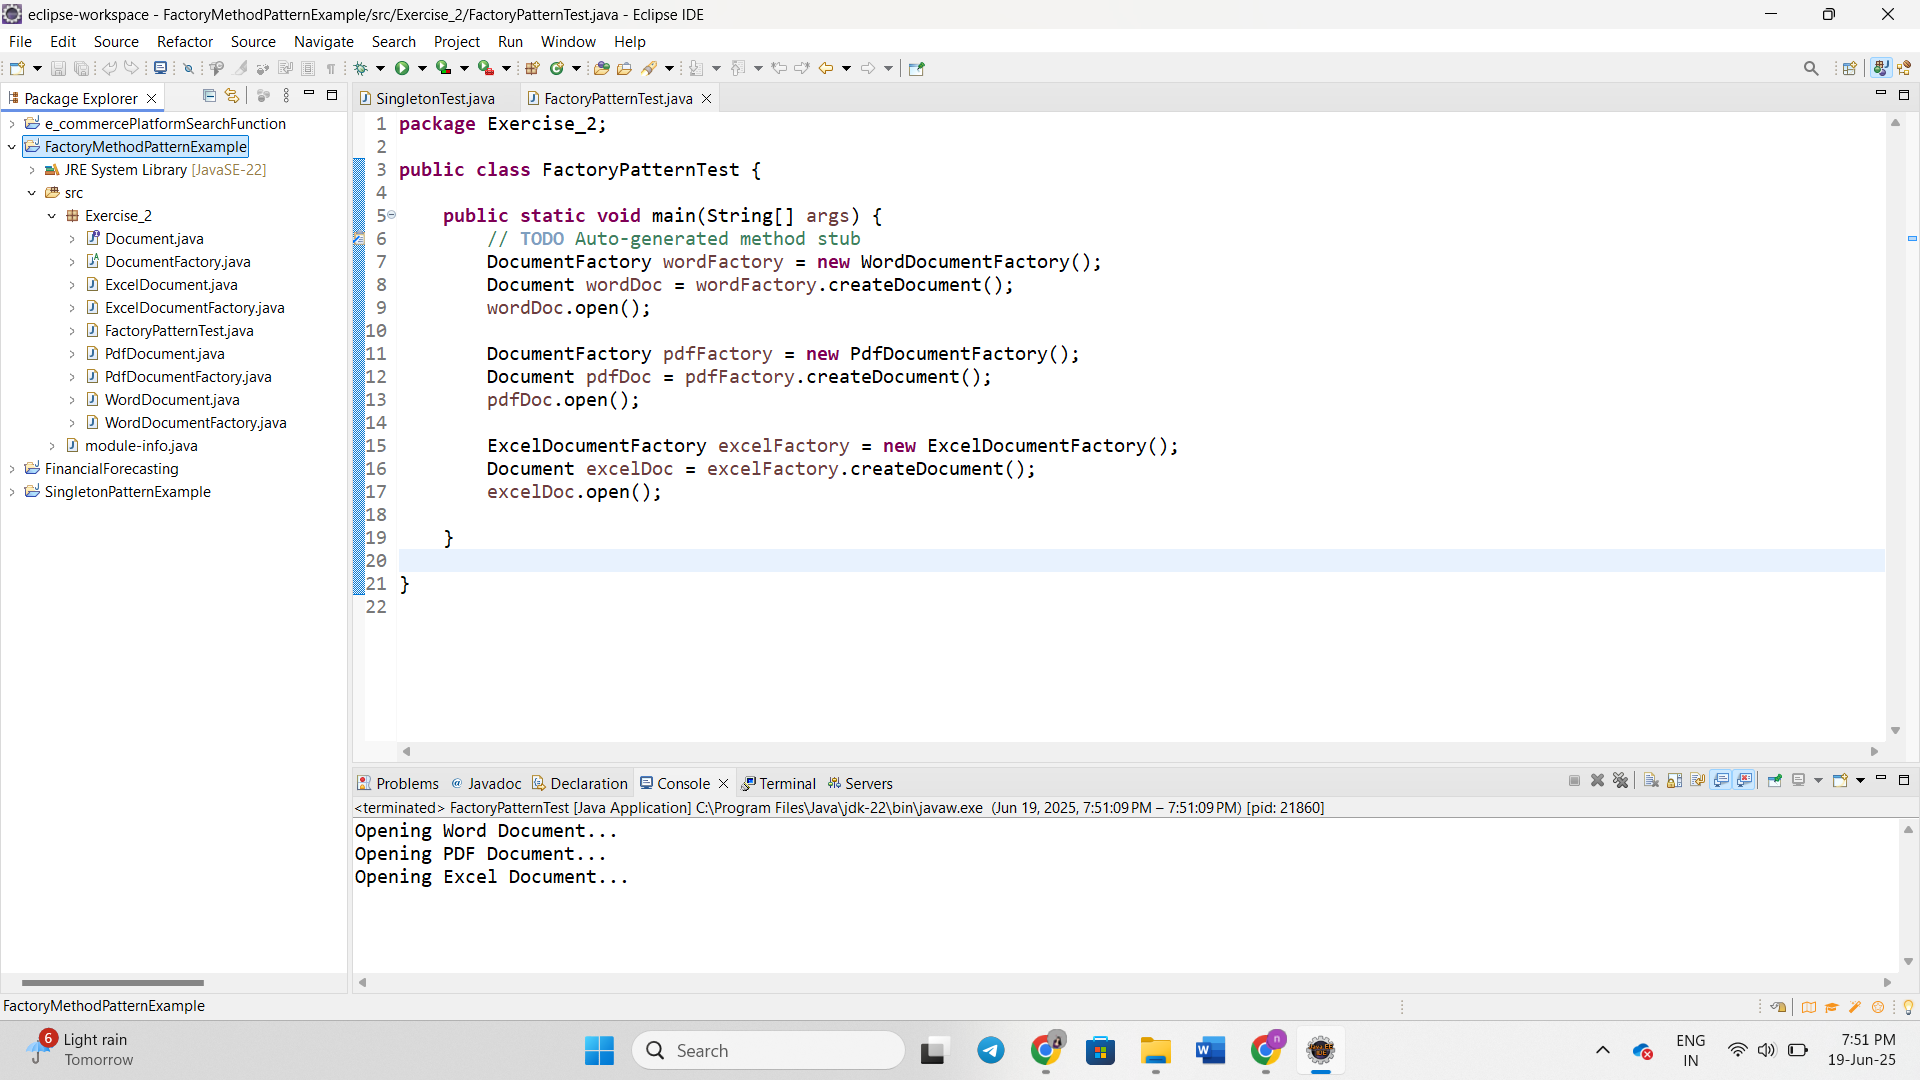 eclipse-workspace - FactoryMethodPatternExample/src/Exercise_2/FactoryPatternTest.java - Eclipse IDE
File Edit Source Refactor Source Navigate Search Project Run Window Help
Package Explorer
e_commercePlatformSearchFunction
FactoryMethodPatternExample
JRE System Library [JavaSE-22]
src
Exercise_2
Document.java
DocumentFactory.java
ExcelDocument.java
ExcelDocumentFactory.java
FactoryPatternTest.java
PdfDocument.java
PdfDocumentFactory.java
WordDocument.java
WordDocumentFactory.java
module-info.java
FinancialForecasting
SingletonPatternExample
SingletonTest.java FactoryPatternTest.java
1 package Exercise_2;
2
3 public class FactoryPatternTest {
4
5 public static void main(String[] args) {
6 // TODO Auto-generated method stub
7 DocumentFactory wordFactory = new WordDocumentFactory();
8 Document wordDoc = wordFactory.createDocument();
9 wordDoc.open();
10
11 DocumentFactory pdfFactory = new PdfDocumentFactory();
12 Document pdfDoc = pdfFactory.createDocument();
13 pdfDoc.open();
14
15 ExcelDocumentFactory excelFactory = new ExcelDocumentFactory();
16 Document excelDoc = excelFactory.createDocument();
17 excelDoc.open();
18
19 }
20
21 }
22
Problems @ Javadoc Declaration Console Terminal Servers
<terminated> FactoryPatternTest [Java Application] C:\Program Files\Java\jdk-22\bin\javaw.exe (Jun 19, 2025, 7:51:09 PM – 7:51:09 PM) [pid: 21860]
Opening Word Document...
Opening PDF Document...
Opening Excel Document...
FactoryMethodPatternExample
6
Light rain
Tomorrow
Search
n
ENG
IN
7:51 PM
19-Jun-25